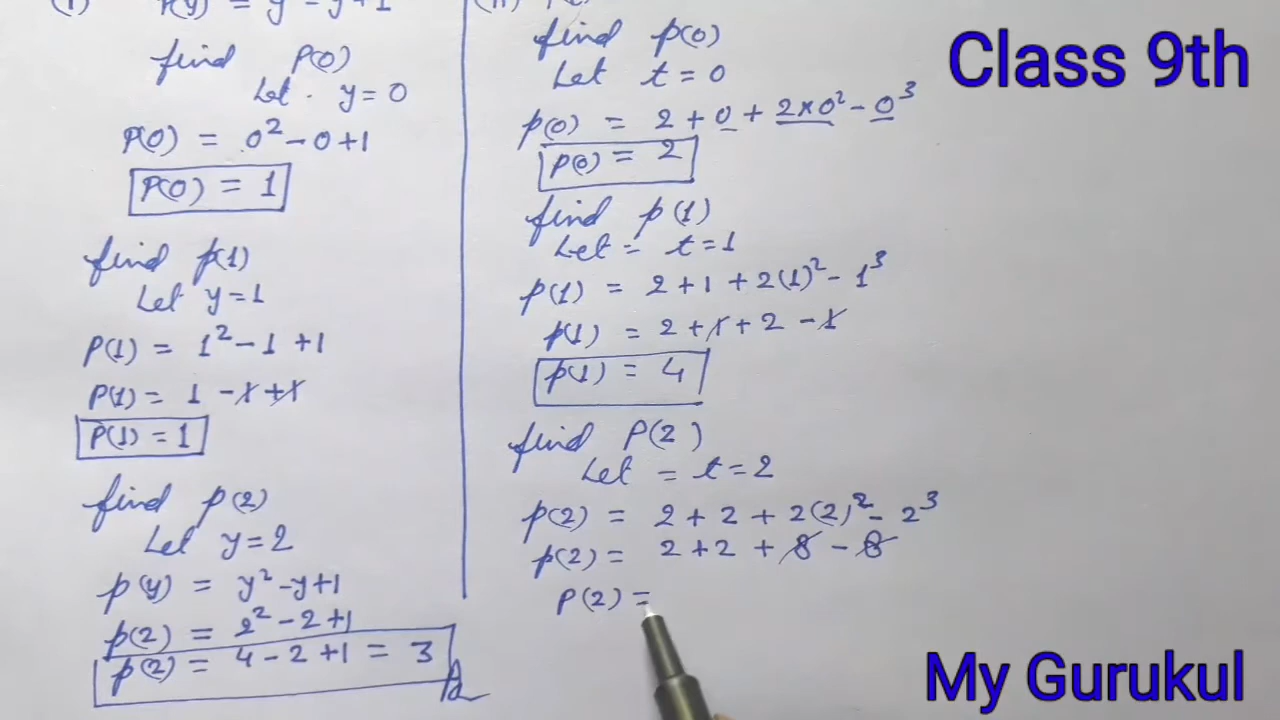 (i) P(y) = y² - y + 1
find P(0)
Let . y = 0
P(0) = 0² - 0 + 1
P(0) = 1
find p(1)
Let y = 1
P(1) = 1² - 1 + 1
P(1) = 1 - 1 + 1
P(1) = 1
find p(2)
Let y = 2
p(y) = y² - y + 1
p(2) = 2² - 2 + 1
p(2) = 4 - 2 + 1 = 3
(ii)
find p(0)
Let t = 0
p(0) = 2 + 0 + 2×0² - 0³
p(0) = 2
find p(1)
Let = t = 1
p(1) = 2 + 1 + 2(1)² - 1³
p(1) = 2 + 1 + 2 - 1
p(1) = 4
find P(2)
Let = t = 2
p(2) = 2 + 2 + 2(2)² - 2³
p(2) = 2 + 2 + 8 - 8
P(2) =
Class 9th
My Gurukul